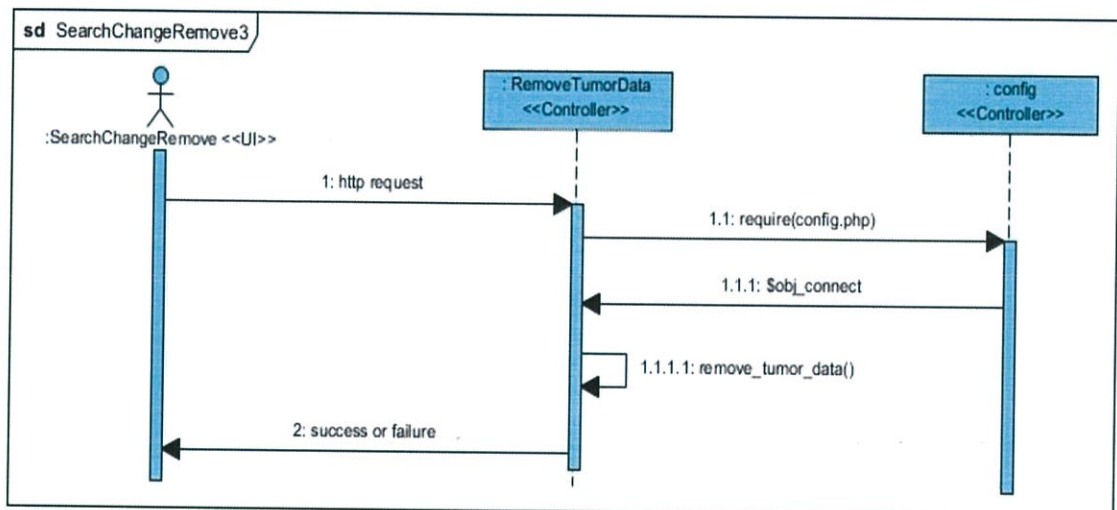 sd SearchChangeRemove3
: RemoveTumorData
<<Controller>>
: config
<<Controller>>
:SearchChangeRemove <<UI>>
1: http request
1.1: require(config.php)
1.1.1: $obj_connect
1.1.1.1: remove_tumor_data()
2: success or failure